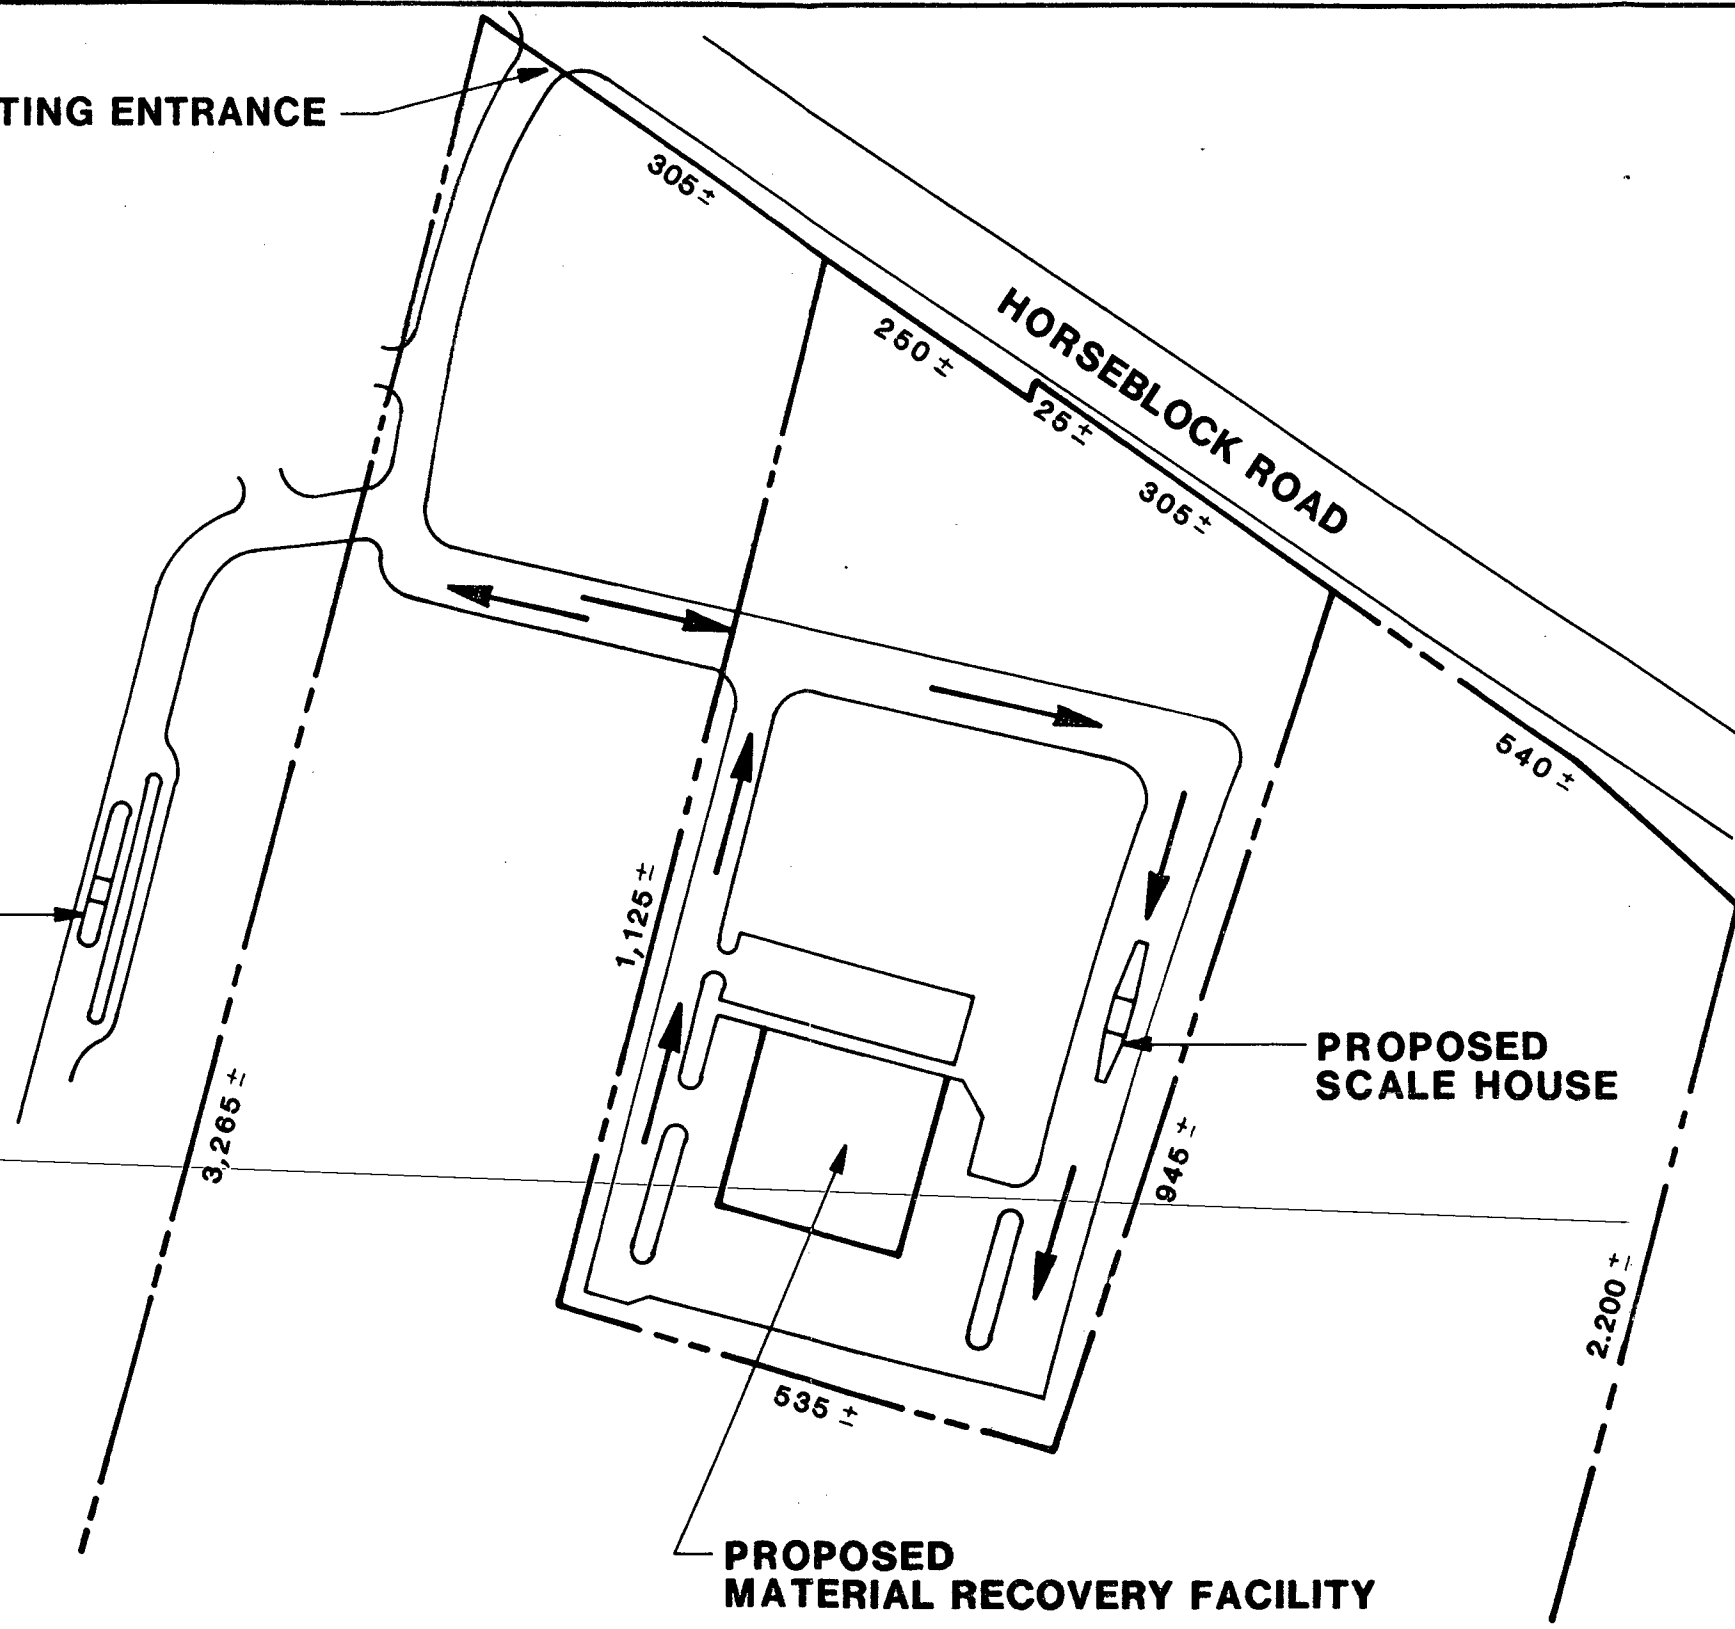 TING ENTRANCE
305±
250±
25±
HORSEBLOCK ROAD
305±
540±
1,125±
PROPOSED
SCALE HOUSE
3,265±
945±
2.200±
535±
PROPOSED
MATERIAL RECOVERY FACILITY